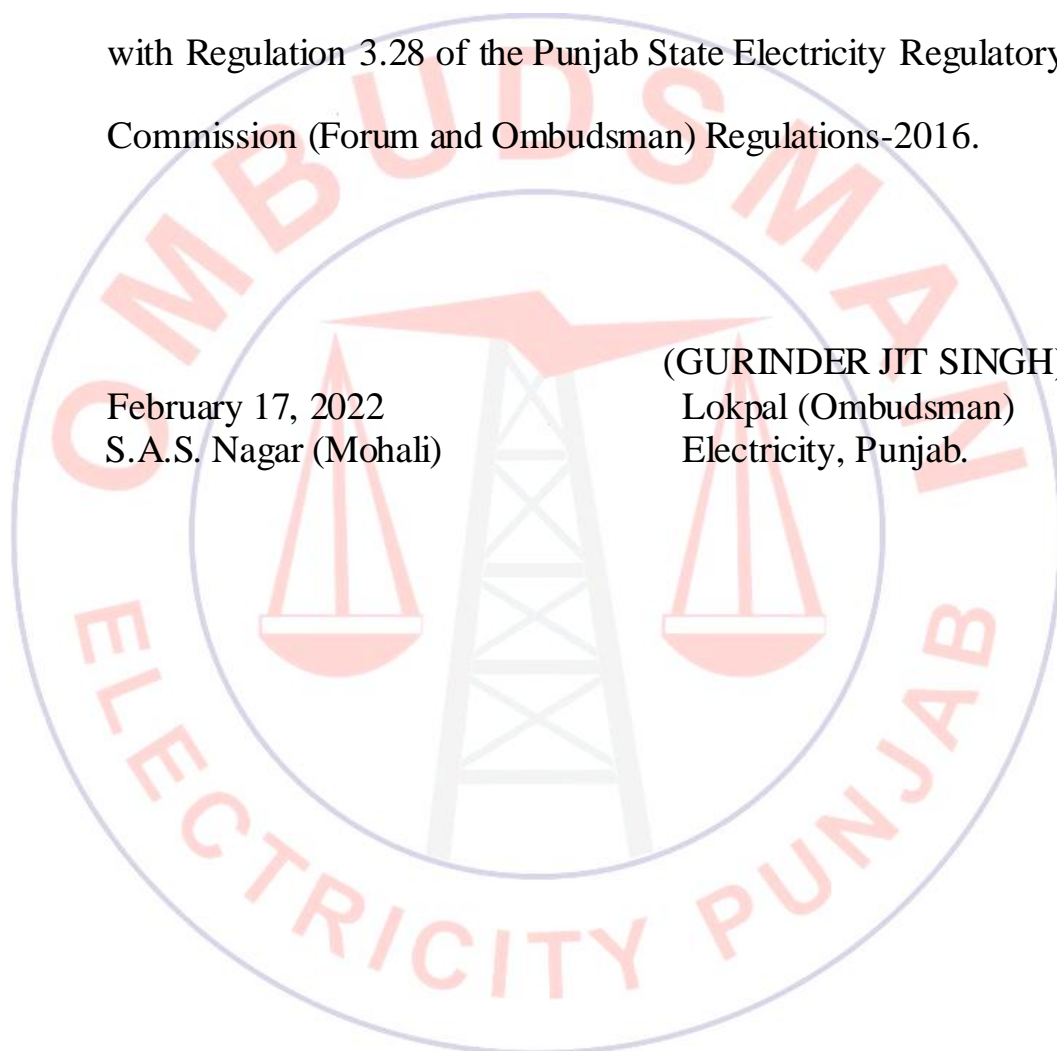 with Regulation 3.28 of the Punjab State Electricity Regulatory
Commission (Forum and Ombudsman) Regulations-2016.
(GURINDER JIT SINGH)
February 17, 2022 Lokpal (Ombudsman)
S.A.S. Nagar (Mohali) Electricity, Punjab.
OMBUDSMAN
ELECTRICITY PUNJAB